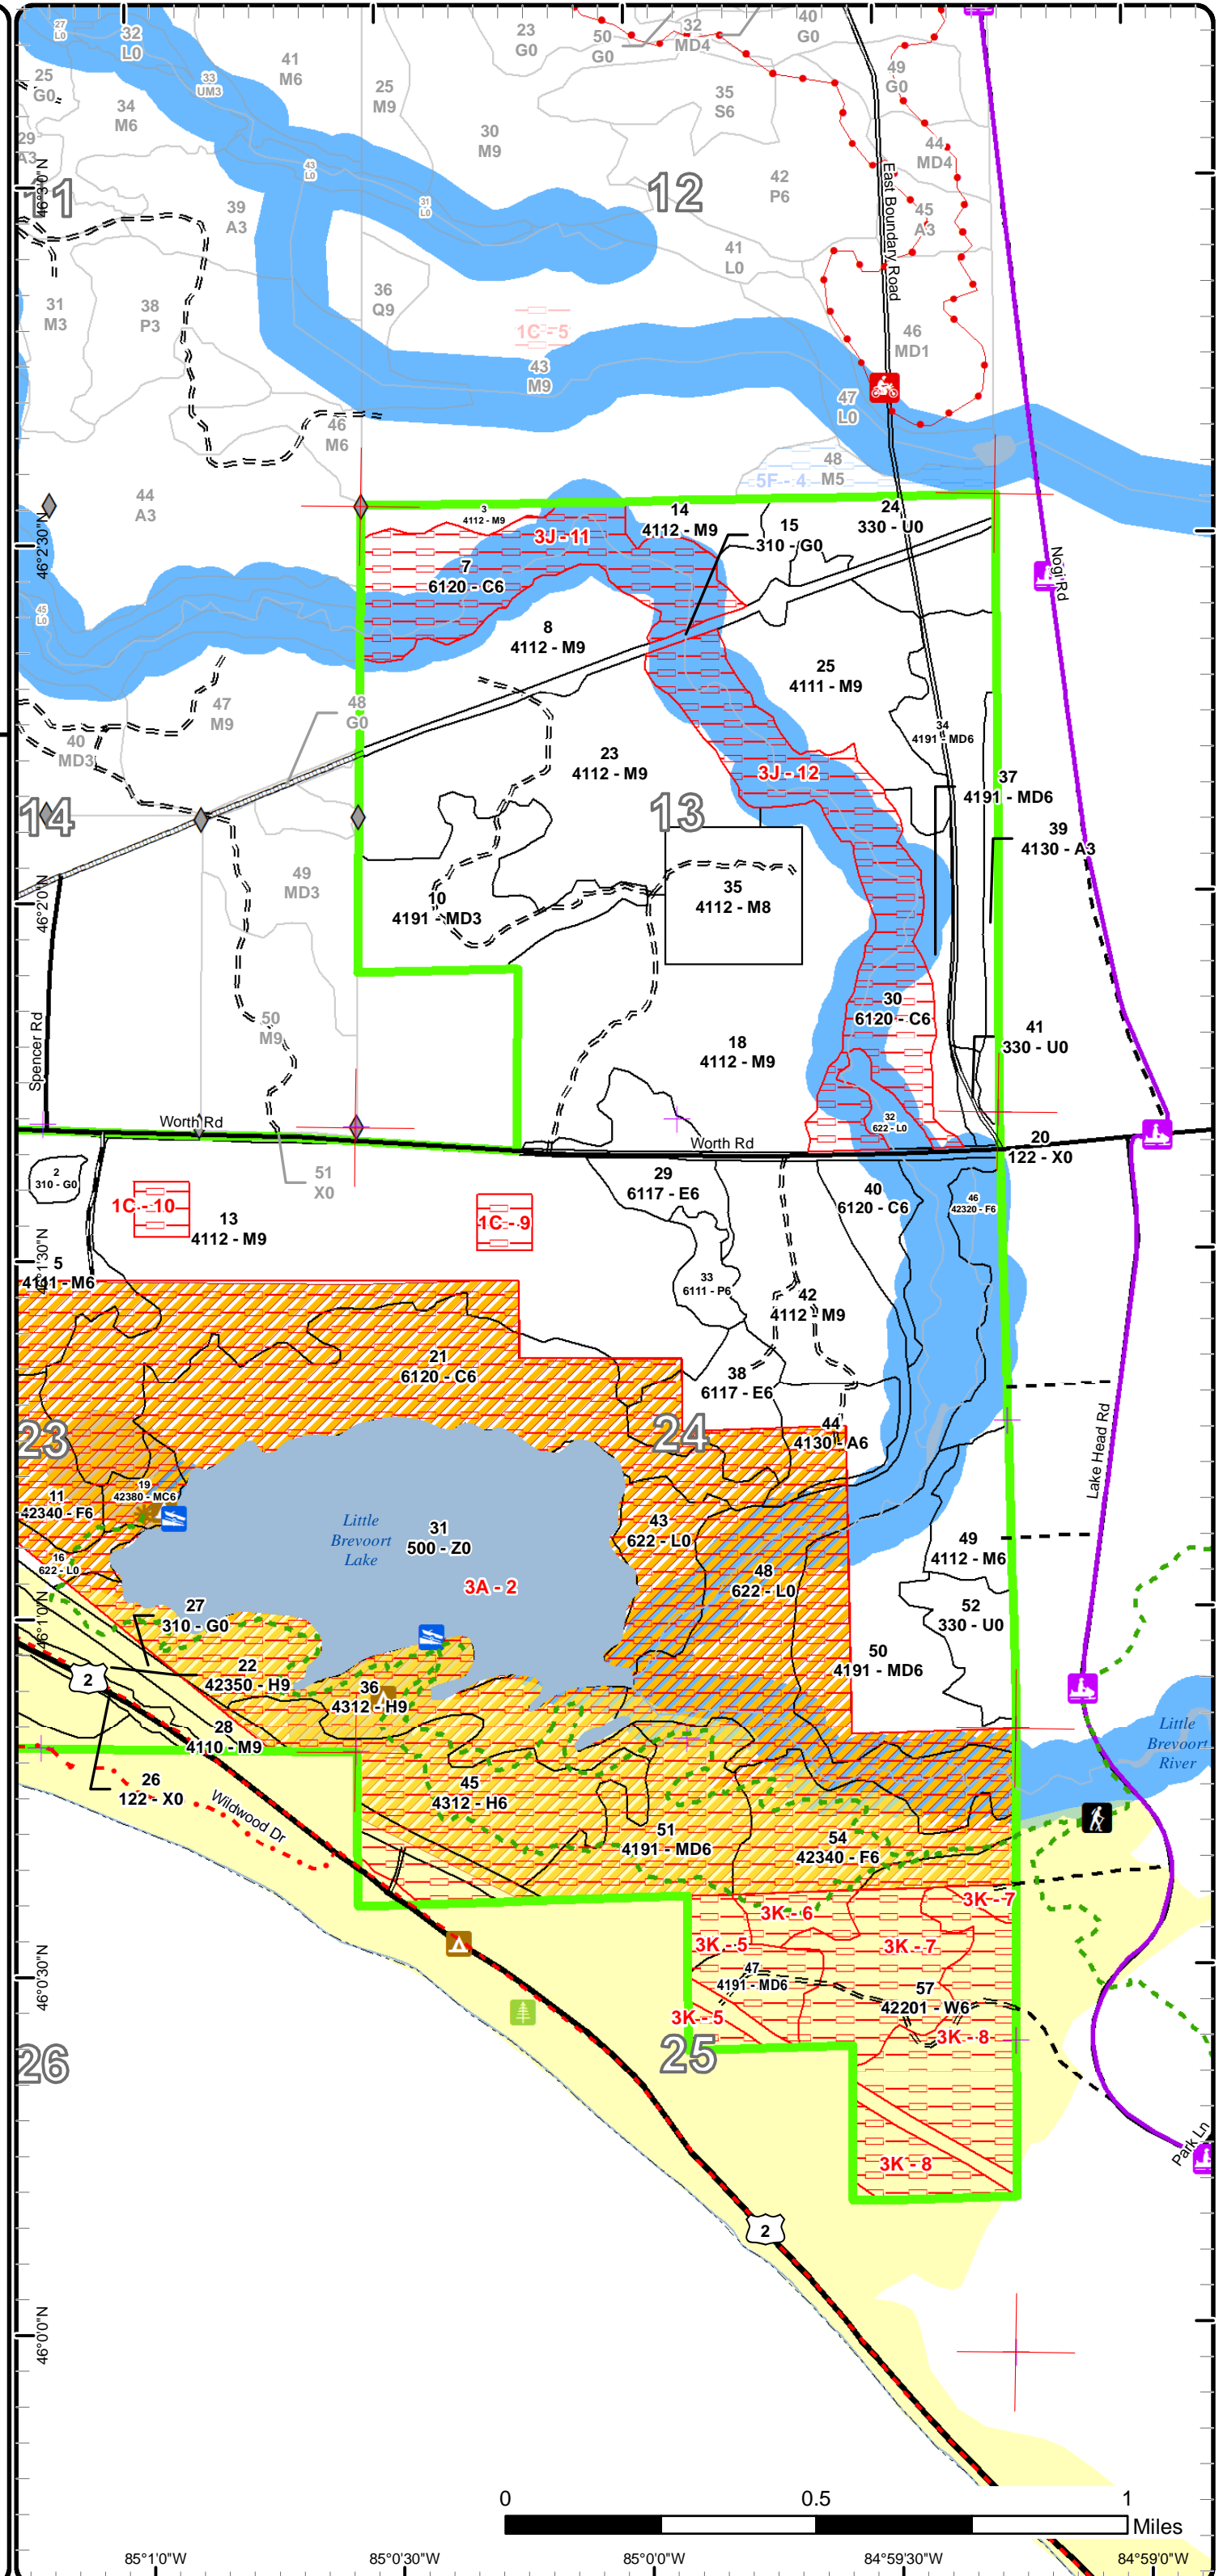 27
L0
32
L0
23
G0
50
G0
32
MD4
40
G0
25
G0
33
UM3
41
M6
49
G0
34
M6
25
M9
35
S6
29
A3
30
M9
44
MD4
43
L0
42
P6
11
46°3'0"N
12
39
A3
31
L0
45
A3
East Boundary Road
41
L0
31
M3
38
P3
36
Q9
1C - 5
46
MD1
43
M9
47
L0
46
M6
48
M5
5F - 4
44
A3
3
4112 - M9
14
4112 - M9
24
330 - U0
15
310 - G0
3J - 11
46°2'30"N
7
6120 - C6
Nogi Rd
45
L0
8
4112 - M9
25
4111 - M9
47
M9
48
G0
34
4191 - MD6
40
MD3
23
4112 - M9
3J - 12
37
4191 - MD6
14
13
39
4130 - A3
49
MD3
35
4112 - M8
10
4191 - MD3
46°2'0"N
30
6120 - C6
50
M9
18
4112 - M9
41
330 - U0
Spencer Rd
Worth Rd
32
622 - L0
Worth Rd
20
122 - X0
2
310 - G0
51
X0
29
6117 - E6
40
6120 - C6
46
42320 - F6
1C - 10
1C - 9
13
4112 - M9
46°1'30"N
5
4111 - M6
33
6111 - P6
42
4112 - M9
21
6120 - C6
38
6117 - E6
23
24
44
4130 - A6
Lake Head Rd
19
42380 - MC6
11
42340 - F6
Little
Brevoort
Lake
31
500 - Z0
43
622 - L0
49
4112 - M6
16
622 - L0
3A - 2
48
622 - L0
46°1'0"N
27
310 - G0
52
330 - U0
2
22
42350 - H9
50
4191 - MD6
36
4312 - H9
28
4110 - M9
Little
Brevoort
River
26
122 - X0
45
4312 - H6
Wildwood Dr
51
4191 - MD6
54
42340 - F6
3K - 6
3K - 7
3K - 5
3K - 7
47
4191 - MD6
57
42201 - W6
46°0'30"N
3K - 5
3K - 8
26
25
Park Ln
3K - 8
2
46°0'0"N
0 0.5 1
Miles
85°1'0"W 85°0'30"W 85°0'0"W 84°59'30"W 84°59'0"W